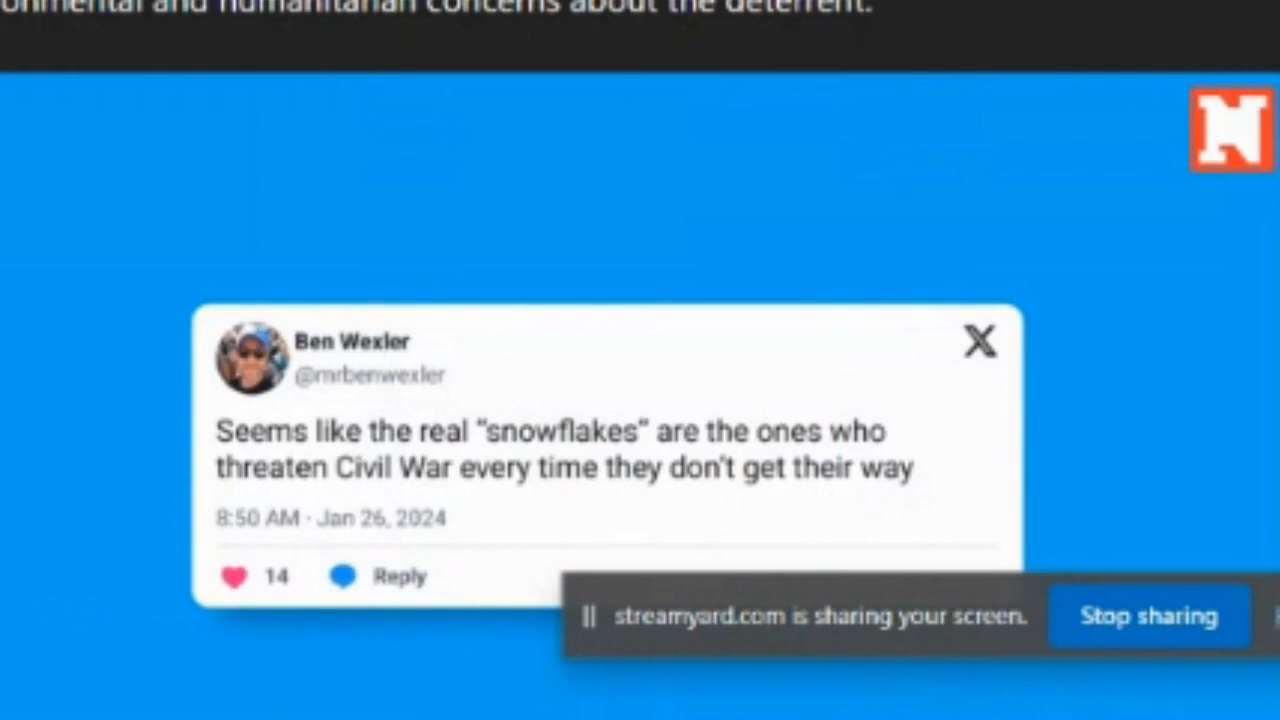 and humanitarian concerns about the deterrent.
N
Ben Wexler
X
@mrbenwexler
Seems like the real "snowflakes" are the ones who
threaten Civil War every time they don't get their way
8:50 AM · Jan 26, 2024
14 Reply
streamyard.com is sharing your screen. Stop sharing